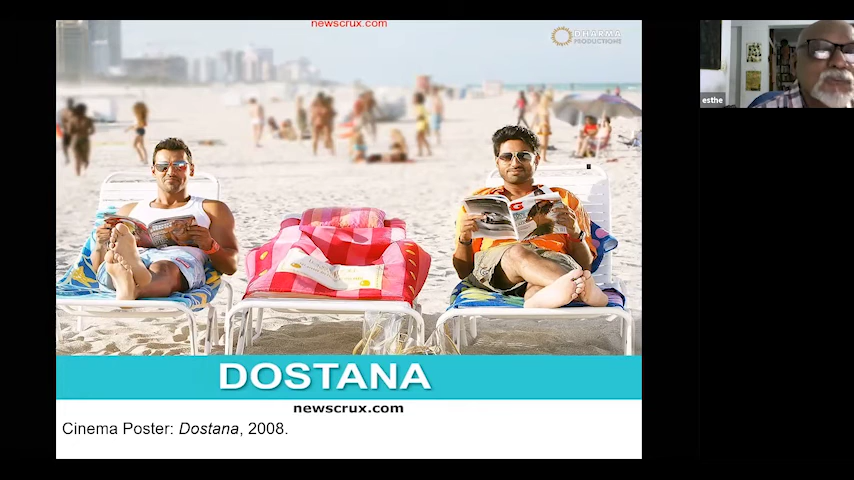 newscrux.com
DHARMA
PRODUCTIONS
esthe
G
DOSTANA
newscrux.com
Cinema Poster: Dostana, 2008.